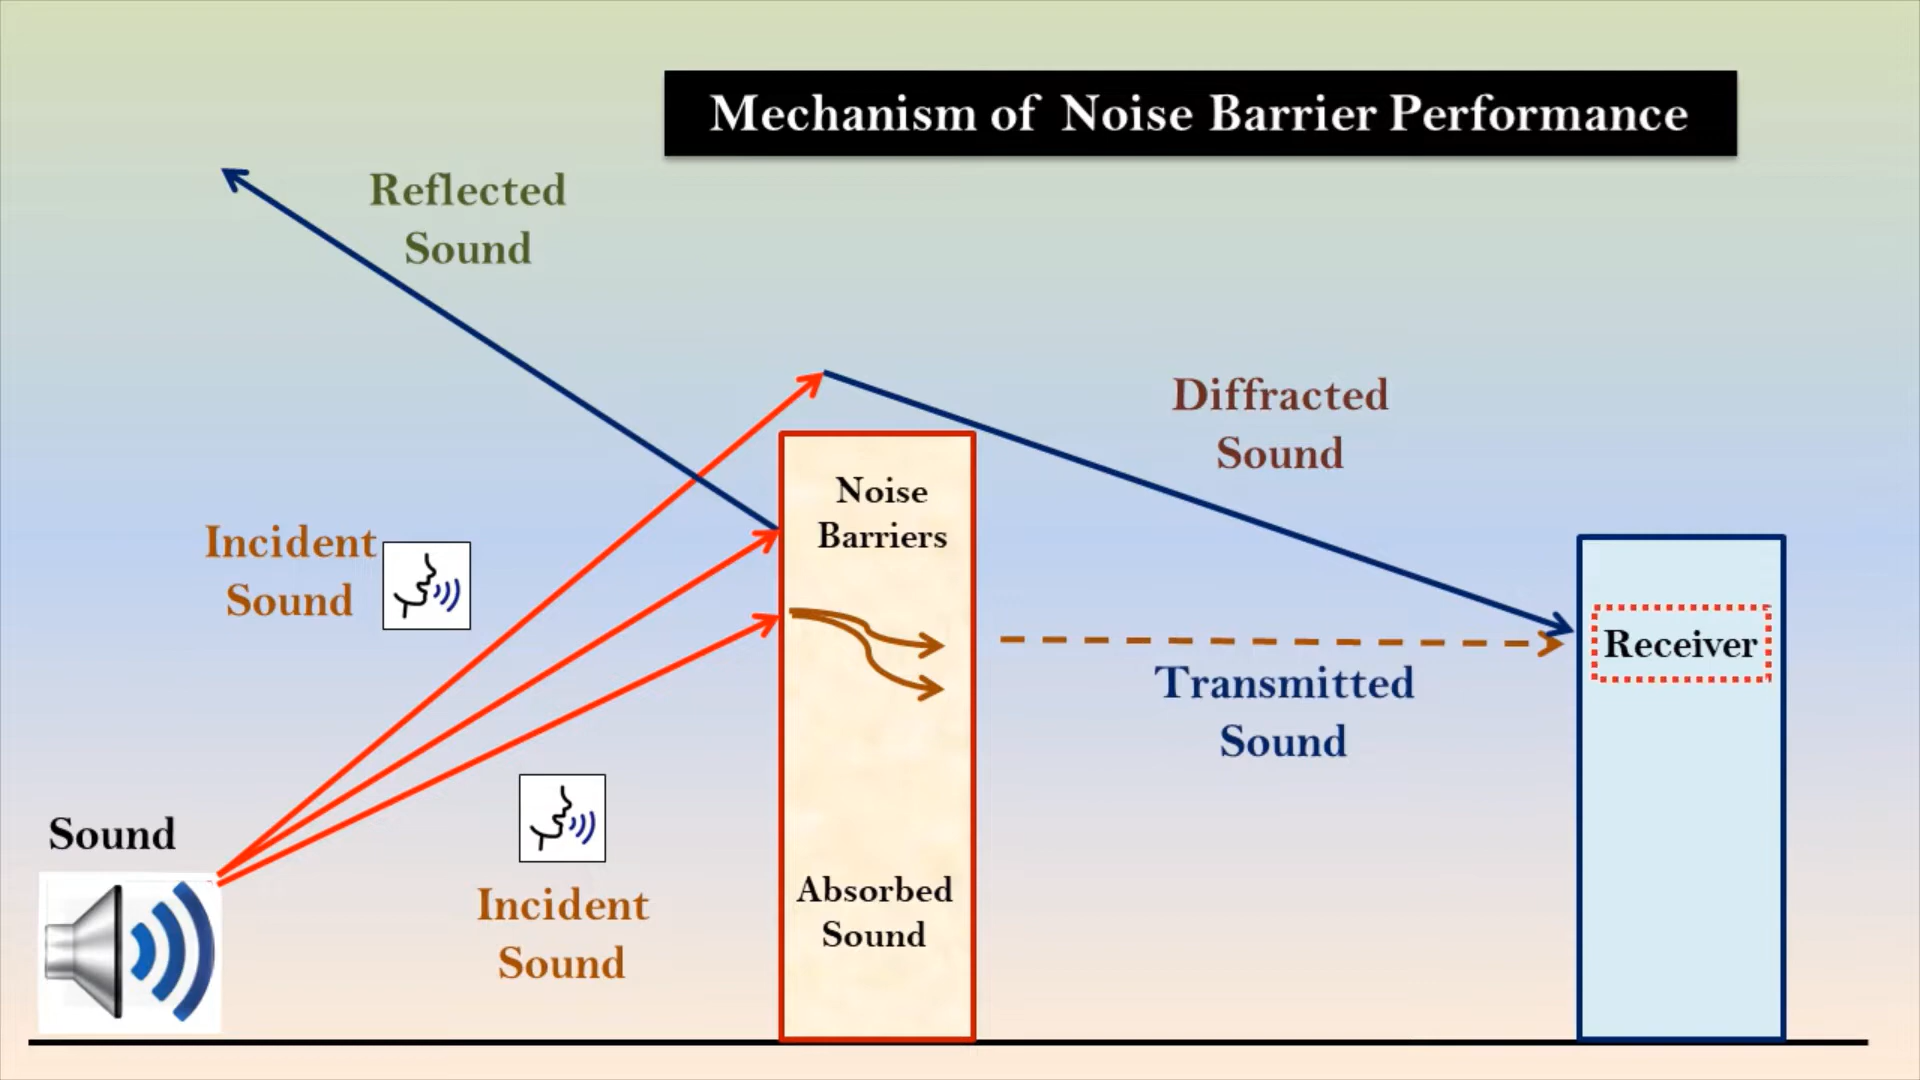 Mechanism of Noise Barrier Performance
Reflected
Sound
Diffracted
Sound
Noise
Barriers
Incident
Sound
Receiver
Transmitted
Sound
Sound
Incident
Sound
Absorbed
Sound